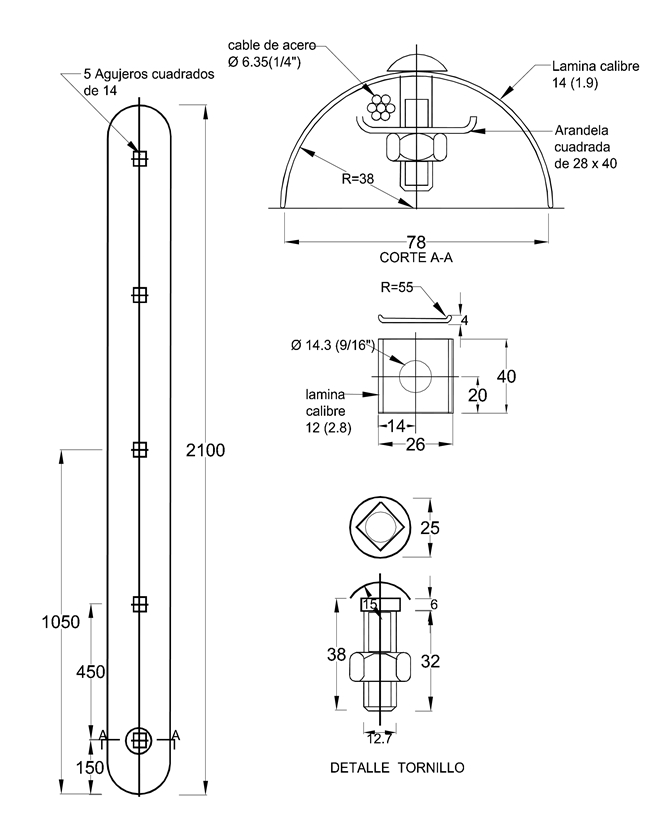 cable de acero
Ø 6.35(1/4")
5 Agujeros cuadrados
de 14
Lamina calibre
14 (1.9)
Arandela
cuadrada
de 28 x 40
R=38
78
CORTE A-A
R=55
4
Ø 14.3 (9/16")
lamina
calibre
12 (2.8)
40
20
14
26
2100
1050
450
150
A
A
25
15
6
38
32
12.7
DETALLE TORNILLO